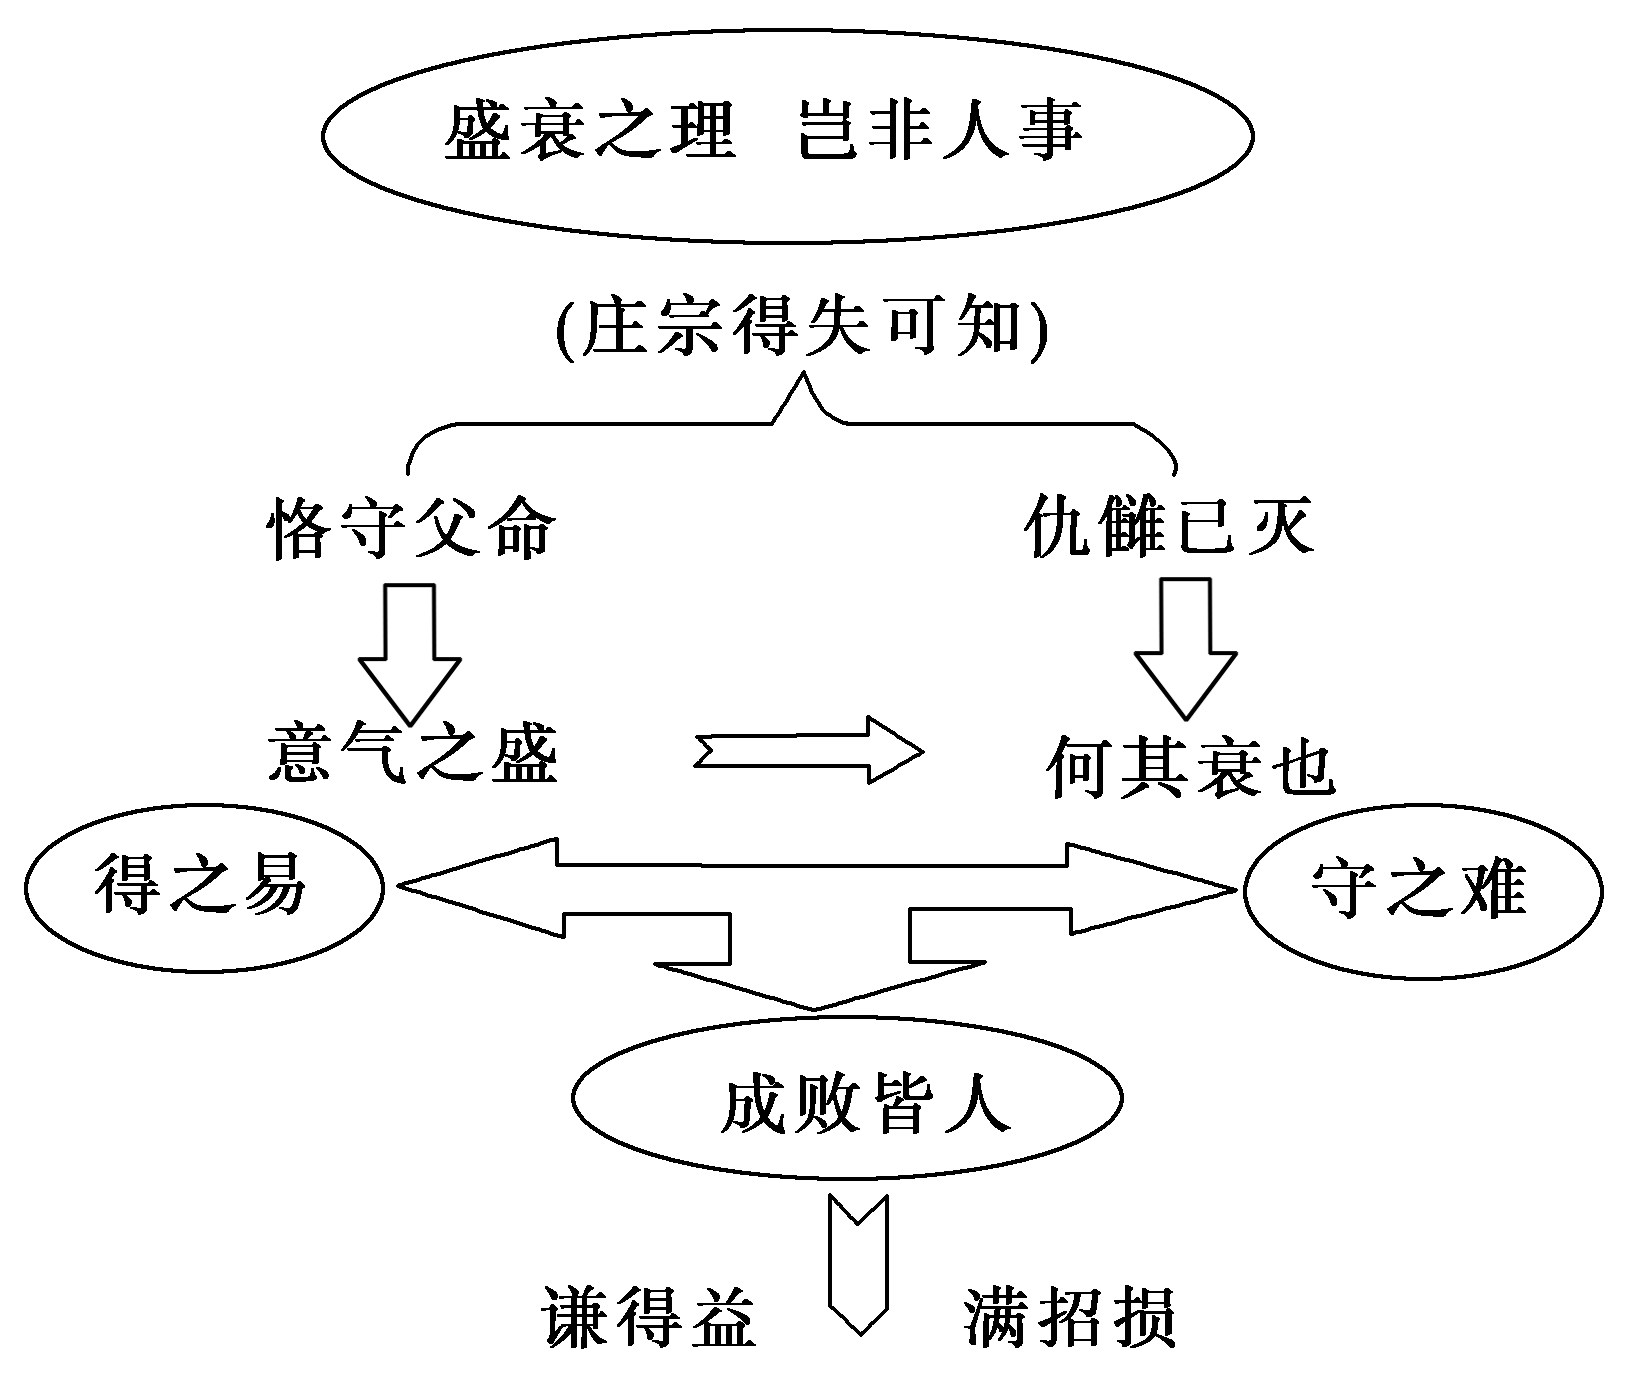 盛衰之理 岂非人事
(庄宗得失可知)
恪守父命
仇雠已灭
意气之盛
何其衰也
得之易
守之难
成败皆人
谦得益
满招损